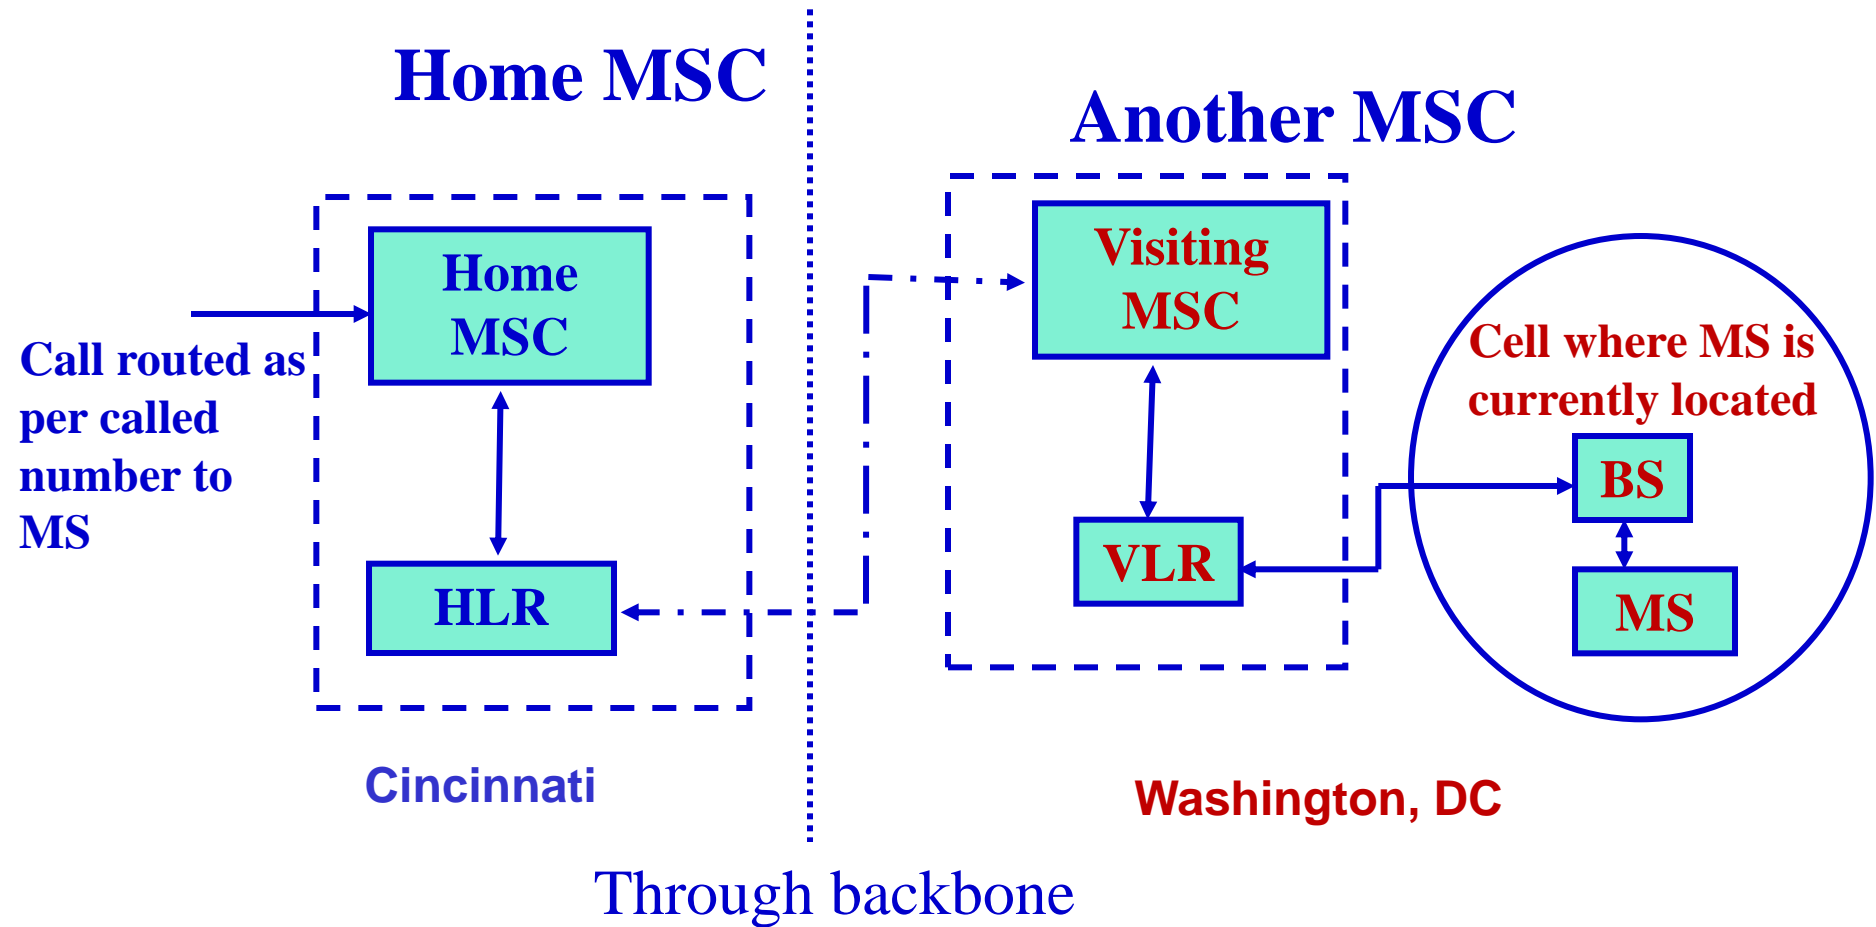 Home MSC
Another MSC
Home
MSC
Call routed as
per called
number to
MS
HLR
Visiting
MSC
VLR
Cell where MS is
currently located
BS
MS
Cincinnati
Washington, DC
Through backbone